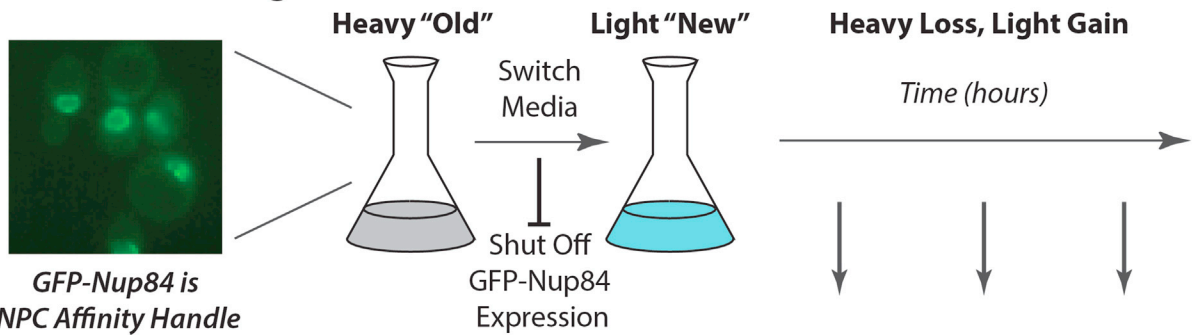 Heavy “Old”
Light “New”
Heavy Loss, Light Gain
Switch
Media
Time (hours)
Shut Off
GFP-Nup84
Expression
GFP-Nup84 is
NPC Affinity Handle